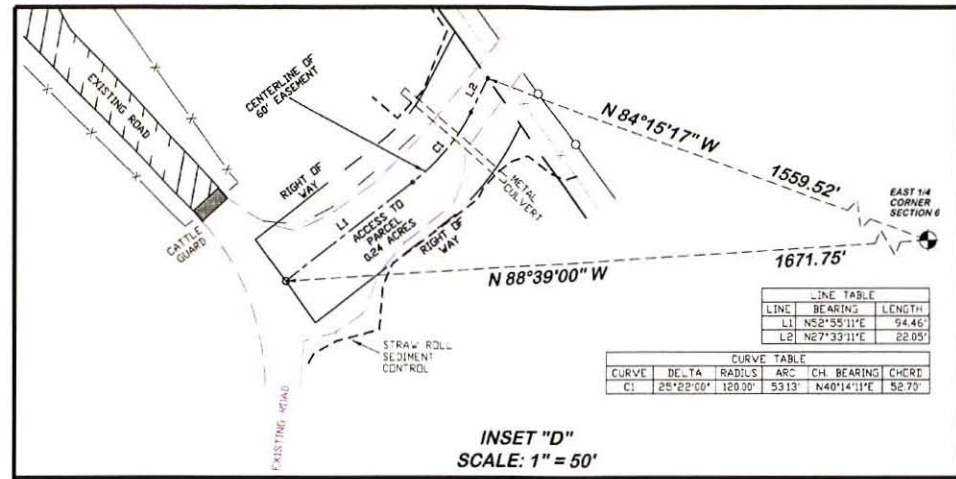 EXISTING ROAD
CENTERLINE OF
60' EASEMENT
L2
C1
N 84°15'17" W
1559.52'
EAST 1/4
CORNER
SECTION 6
RIGHT OF
WAY
METAL
CULVERT
L1
ACCESS TO
PARCEL
0.24 ACRES
RIGHT OF
WAY
CATTLE
GUARD
N 88°39'00" W
1671.75'
STRAW ROLL
SEDIMENT
CONTROL
EXISTING ROAD
LINE TABLE
LINE BEARING LENGTH
L1 N52°55'11"E 94.46'
L2 N27°33'11"E 22.05'
CURVE TABLE
CURVE DELTA RADIUS ARC CH. BEARING CHORD
C1 25°22'00" 120.00' 53.13' N40°14'11"E 52.70'
INSET "D"
SCALE: 1" = 50'